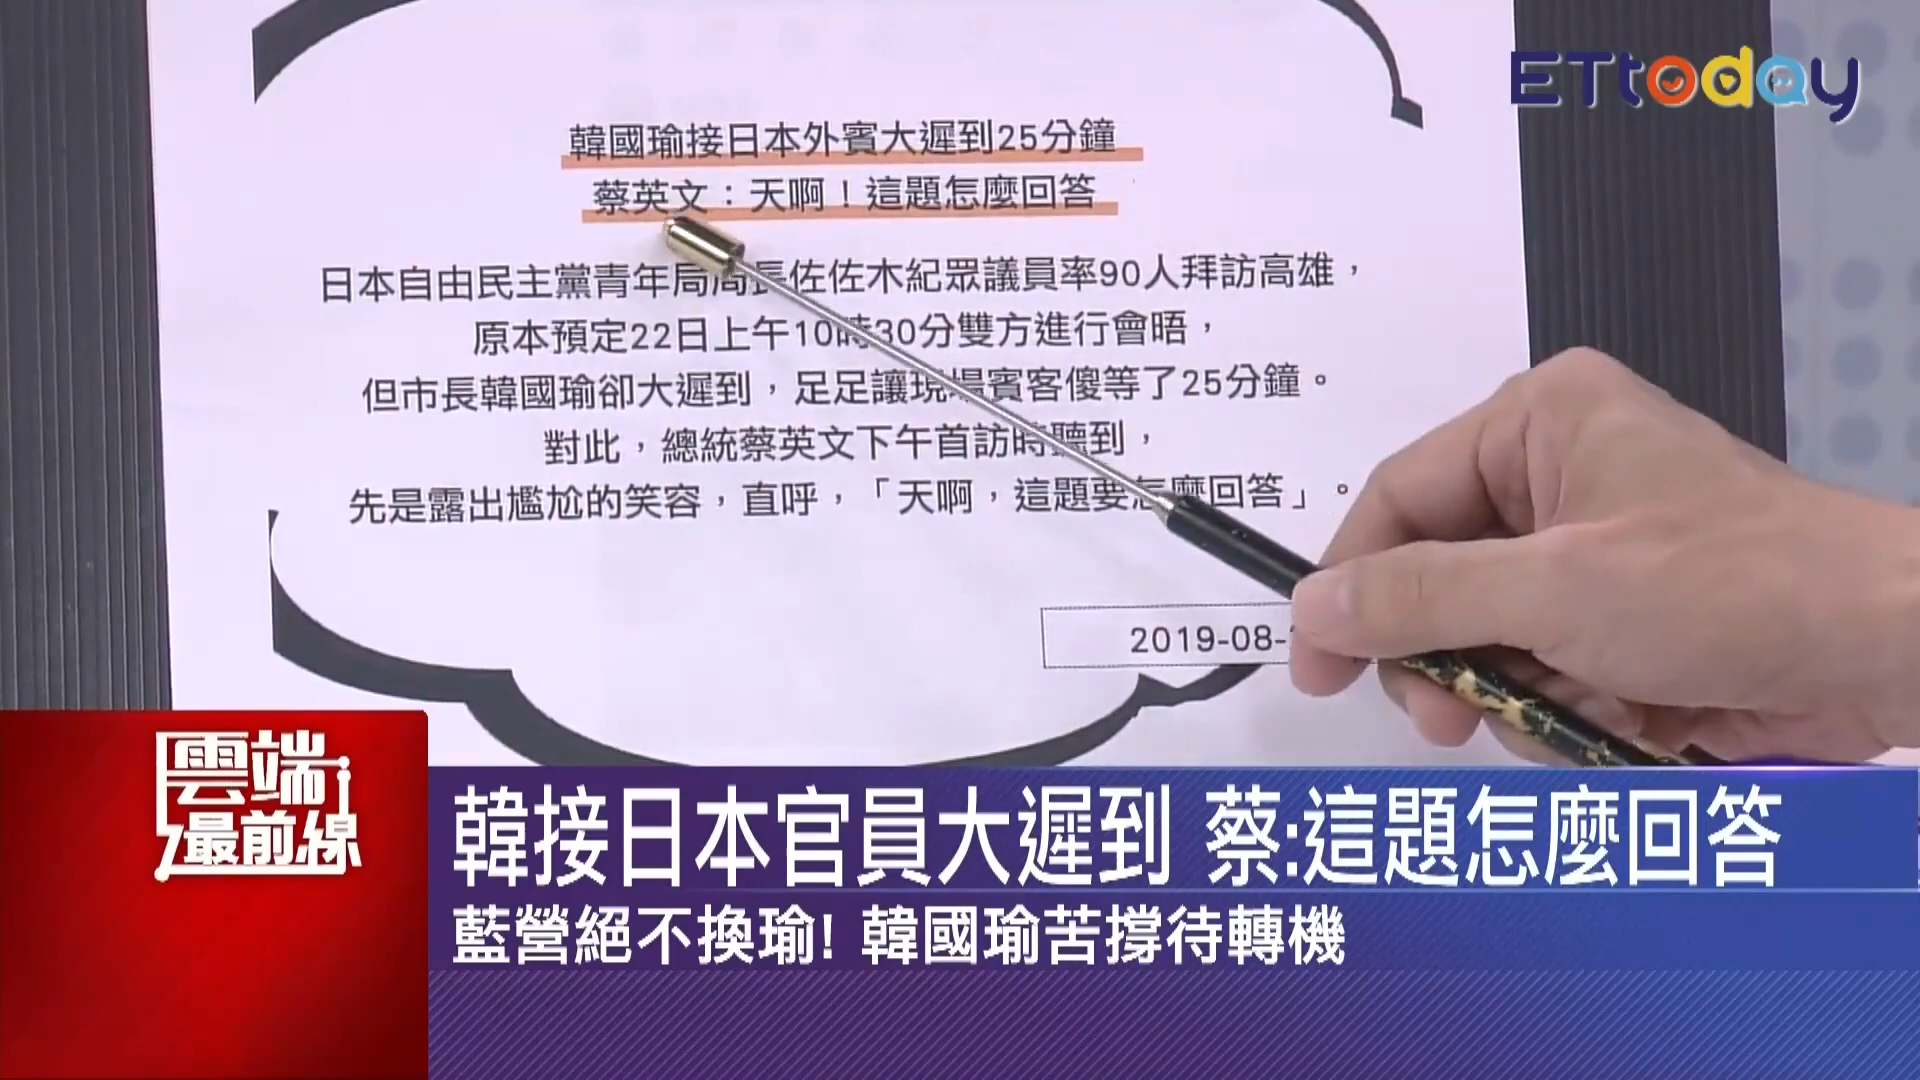 ETtoday
韓國瑜接日本外賓大遲到25分鐘
蔡英文：天啊！這題怎麼回答
日本自由民主黨青年局局長佐佐木紀眾議員率90人拜訪高雄，
原本預定22日上午10時30分雙方進行會晤，
但市長韓國瑜卻大遲到，足足讓現場賓客傻等了25分鐘。
對此，總統蔡英文下午首訪時聽到，
先是露出尷尬的笑容，直呼，「天啊，這題要怎麼回答」。
2019-08-
雲端
最前線
韓接日本官員大遲到 蔡:這題怎麼回答
藍營絕不換瑜! 韓國瑜苦撐待轉機